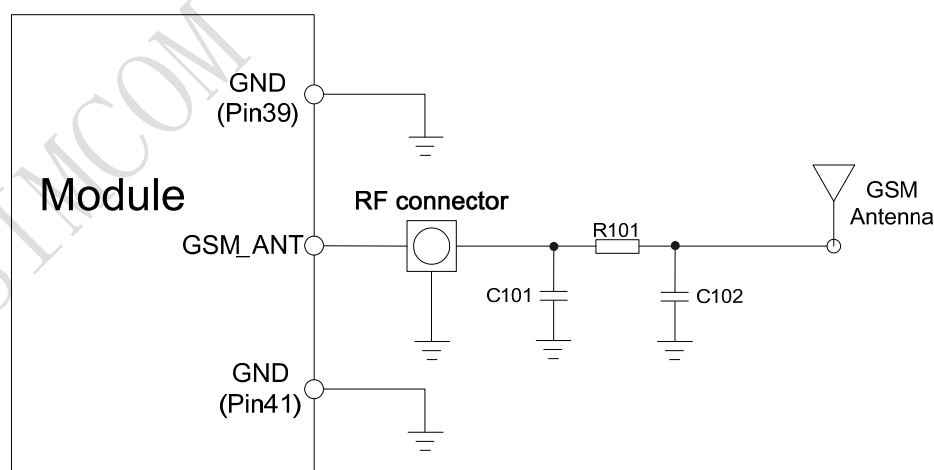 SIMCOM
GND
(Pin39)
Module
RF connector
GSM
Antenna
GSM_ANT
R101
C101
C102
GND
(Pin41)